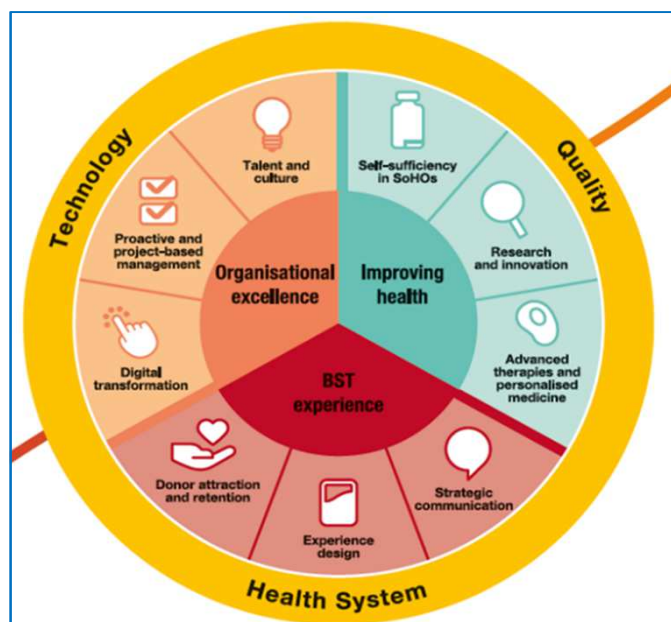 Technology
Quality
Health System
Talent and
culture
Self-sufficiency
in SoHOs
Proactive and
project-based
management
Research
and innovation
Organisational
excellence
Improving
health
Digital
transformation
Advanced
therapies and
personalised
medicine
BST
experience
Donor attraction
and retention
Experience
design
Strategic
communication